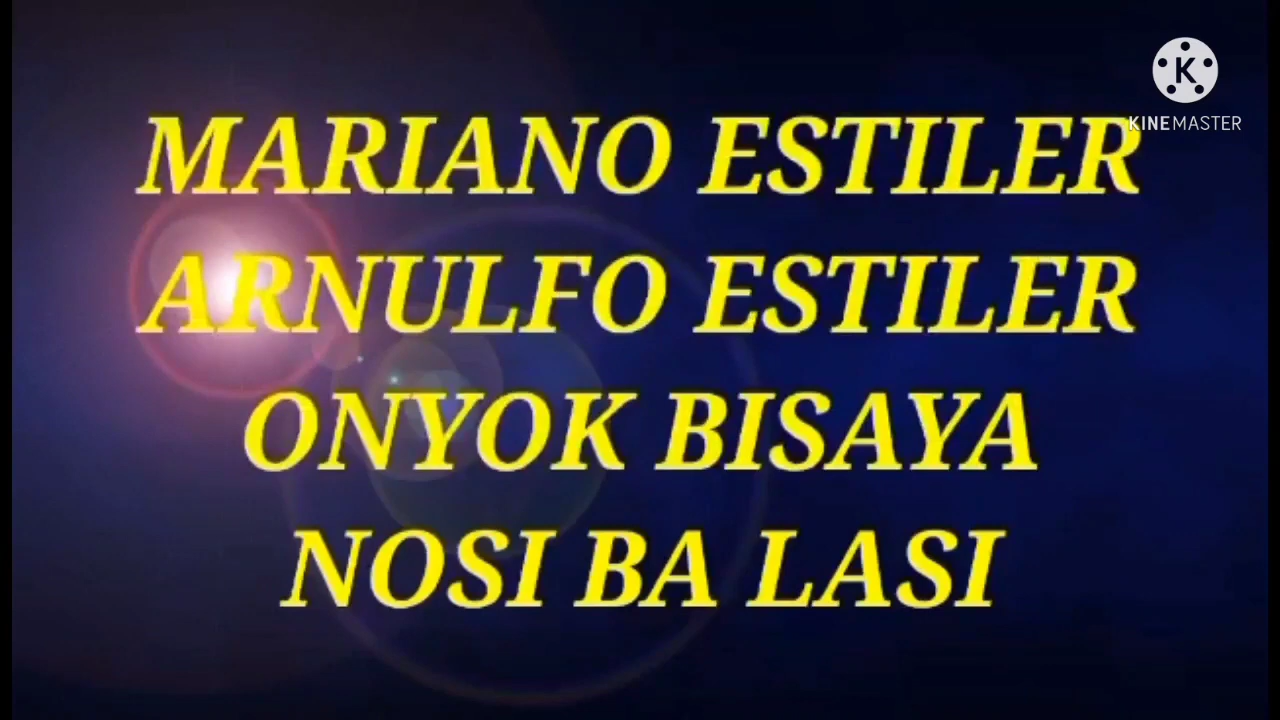 MARIANO ESTILER
ARNULFO ESTILER
ONYOK BISAYA
NOSI BA LASI
K
KINEMASTER